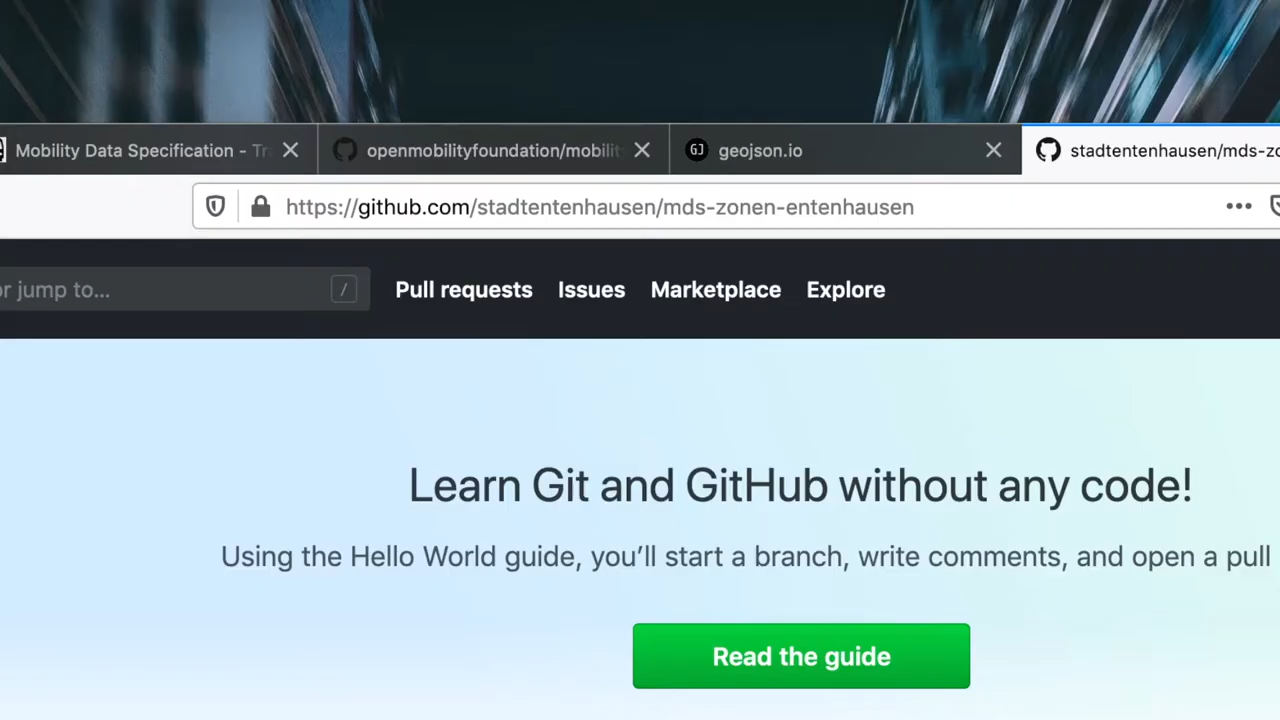 Mobility Data Specification - Tr
openmobilityfoundation/mobilit
GJ
geojson.io
stadtentenhausen/mds-zo
https://github.com/stadtentenhausen/mds-zonen-entenhausen
or jump to...
/
Pull requests
Issues
Marketplace
Explore
Learn Git and GitHub without any code!
Using the Hello World guide, you’ll start a branch, write comments, and open a pull
Read the guide